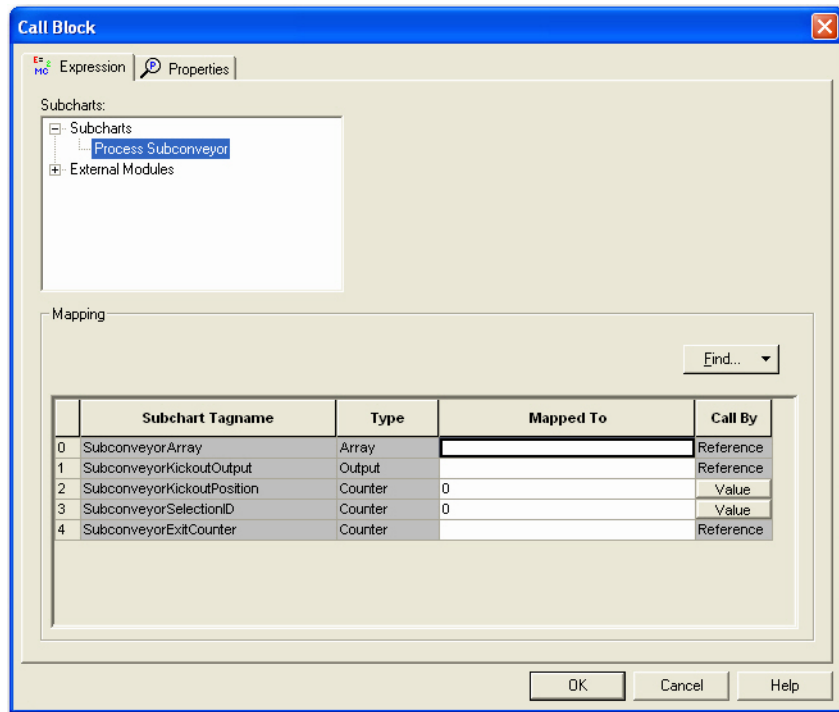 Call Block
E= MC 2 Expression P Properties
Subcharts:
Subcharts
Process Subconveyor
External Modules
Mapping
Find...
Subchart Tagname Type Mapped To Call By
0 SubconveyorArray Array Reference
1 SubconveyorKickoutOutput Output Reference
2 SubconveyorKickoutPosition Counter 0 Value
3 SubconveyorSelectionID Counter 0 Value
4 SubconveyorExitCounter Counter Reference
OK Cancel Help